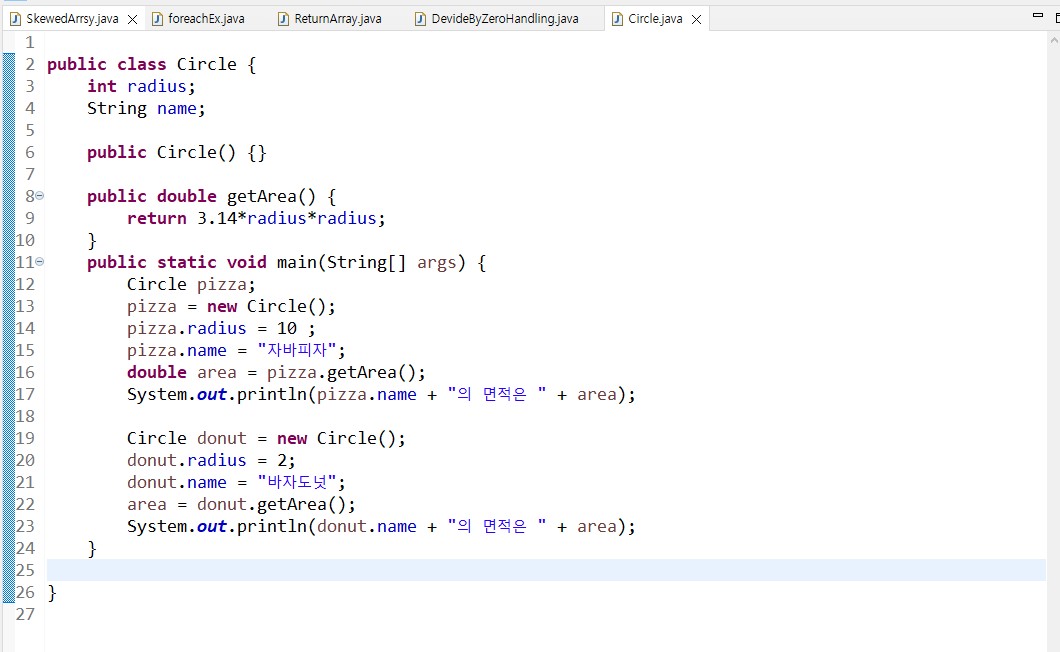 SkewedArrsy.java foreachEx.java ReturnArray.java DevideByZeroHandling.java Circle.java
1
2 public class Circle {
3 int radius;
4 String name;
5
6 public Circle() {}
7
8 public double getArea() {
9 return 3.14*radius*radius;
10 }
11 public static void main(String[] args) {
12 Circle pizza;
13 pizza = new Circle();
14 pizza.radius = 10 ;
15 pizza.name = "자바피자";
16 double area = pizza.getArea();
17 System.out.println(pizza.name + "의 면적은 " + area);
18
19 Circle donut = new Circle();
20 donut.radius = 2;
21 donut.name = "바자도넛";
22 area = donut.getArea();
23 System.out.println(donut.name + "의 면적은 " + area);
24 }
25
26 }
27